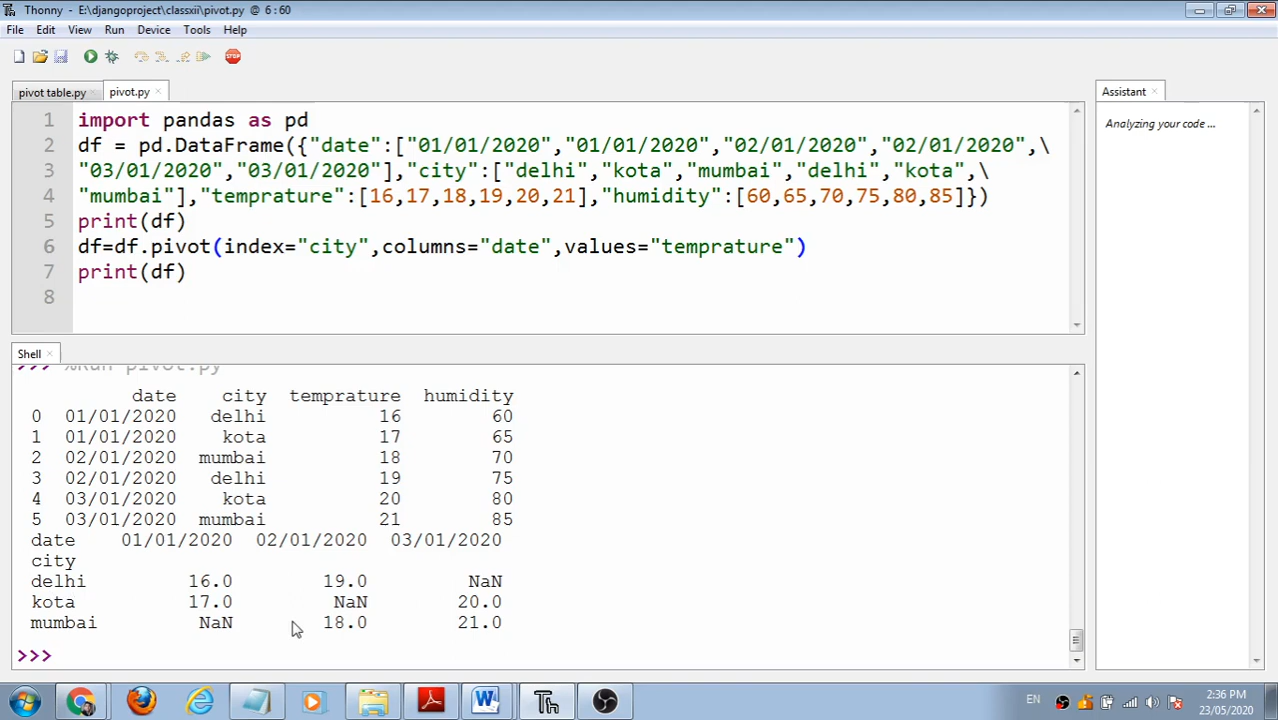 Thonny - E:\djangoproject\classxii\pivot.py @ 6:60
File Edit View Run Device Tools Help
STOP
pivot table.py × pivot.py ×
Assistant ×
Analyzing your code ...
1 import pandas as pd
2 df = pd.DataFrame({"date":["01/01/2020","01/01/2020","02/01/2020","02/01/2020",\
3 "03/01/2020","03/01/2020"],"city":["delhi","kota","mumbai","delhi","kota",\
4 "mumbai"],"temprature":[16,17,18,19,20,21],"humidity":[60,65,70,75,80,85]})
5 print(df)
6 df=df.pivot(index="city",columns="date",values="temprature")
7 print(df)
8
Shell ×
>>> %Run pivot.py
date city temprature humidity
0 01/01/2020 delhi 16 60
1 01/01/2020 kota 17 65
2 02/01/2020 mumbai 18 70
3 02/01/2020 delhi 19 75
4 03/01/2020 kota 20 80
5 03/01/2020 mumbai 21 85
date 01/01/2020 02/01/2020 03/01/2020
city
delhi 16.0 19.0 NaN
kota 17.0 NaN 20.0
mumbai NaN 18.0 21.0
>>>
Th
EN
2:36 PM
23/05/2020